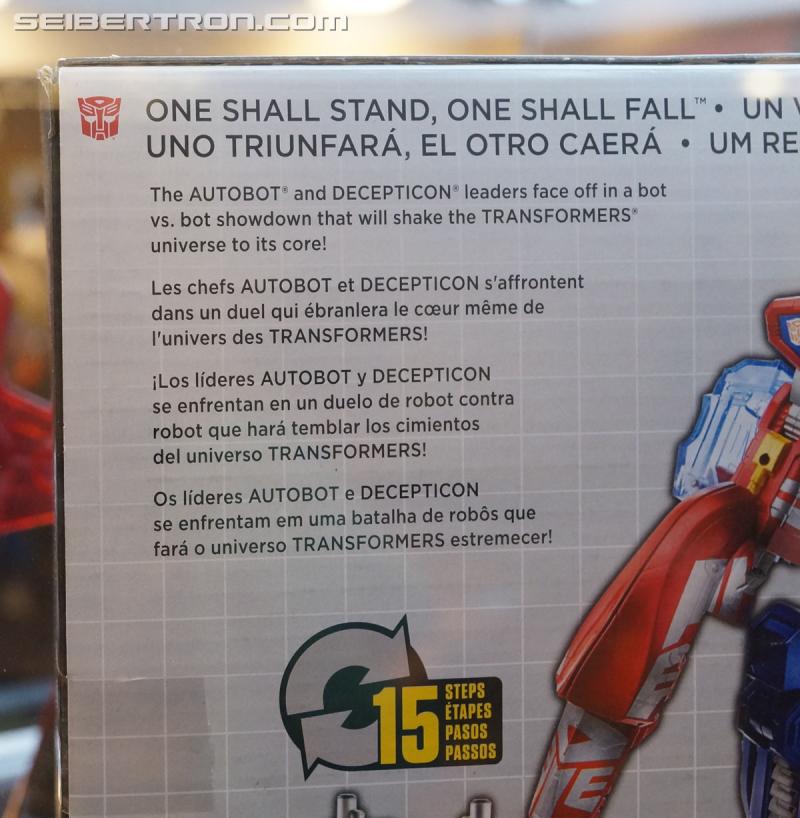 SEIBERTRON.COM
ONE SHALL STAND, ONE SHALL FALL™ • UN
UNO TRIUNFARÁ, EL OTRO CAERÁ • UM RE
The AUTOBOT® and DECEPTICON® leaders face off in a bot
vs. bot showdown that will shake the TRANSFORMERS®
universe to its core!
Les chefs AUTOBOT et DECEPTICON s'affrontent
dans un duel qui ébranlera le cœur même de
l'univers des TRANSFORMERS!
¡Los líderes AUTOBOT y DECEPTICON
se enfrentan en un duelo de robot contra
robot que hará temblar los cimientos
del universo TRANSFORMERS!
Os líderes AUTOBOT e DECEPTICON
se enfrentam em uma batalha de robôs que
fará o universo TRANSFORMERS estremecer!
15 STEPS
ÉTAPES
PASOS
PASSOS